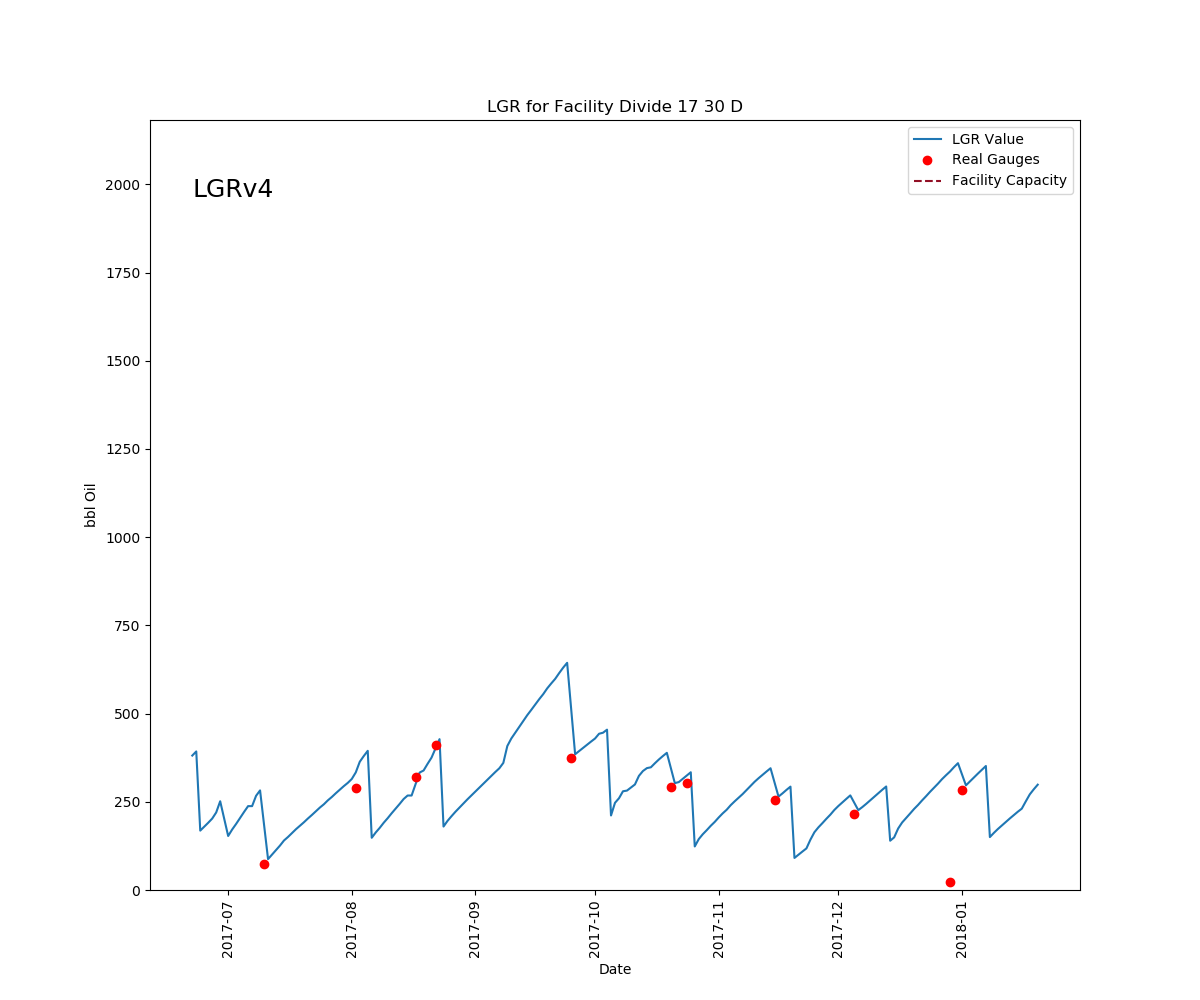 LGR for Facility Divide 17 30 D
LGR Value
Real Gauges
Facility Capacity
LGRv4
2000
1750
1500
1250
1000
750
500
250
0
bbl Oil
2017-07
2017-08
2017-09
2017-10
2017-11
2017-12
2018-01
Date